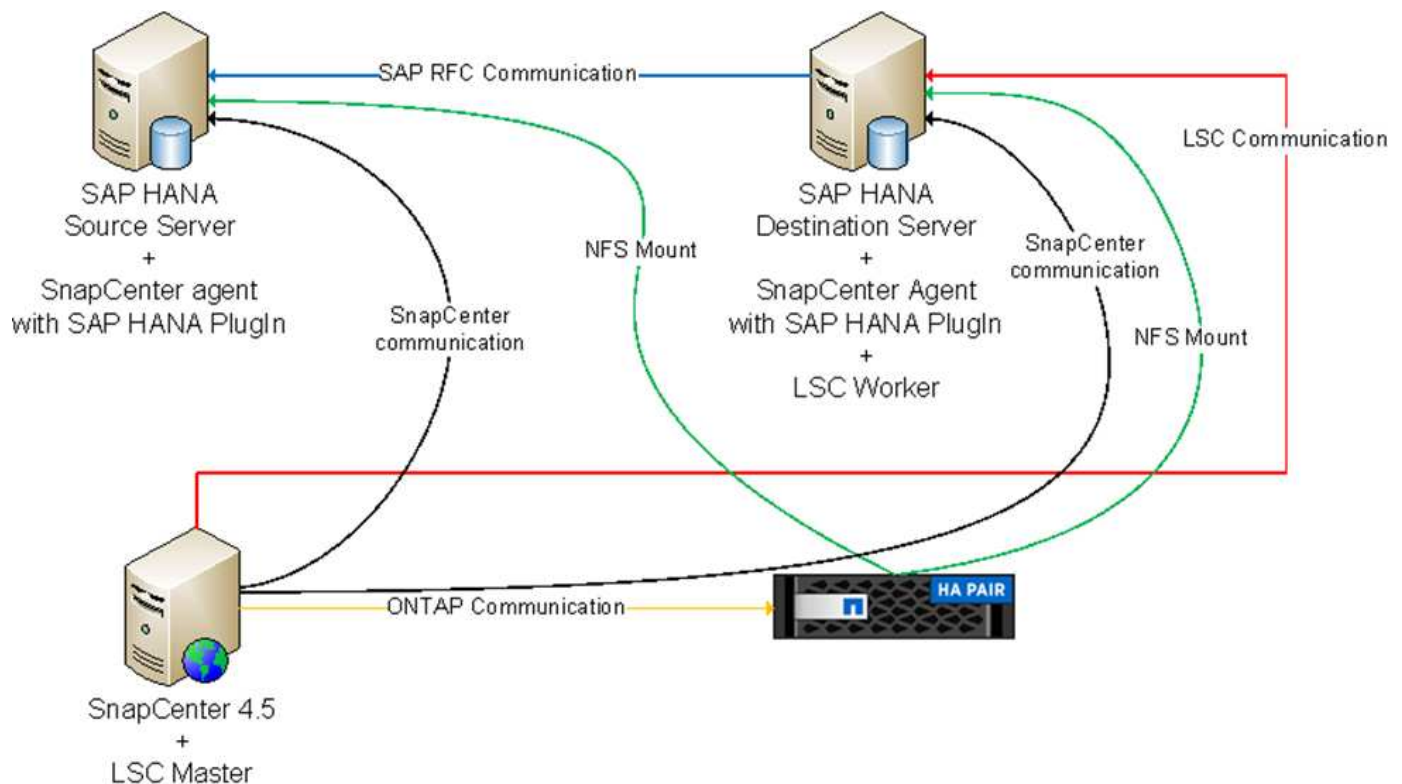 SAP RFC Communication
LSC Communication
SAP HANA
Source Server
+
SnapCenter agent
with SAP HANA PlugIn
NFS Mount
SnapCenter
communication
SAP HANA
Destination Server
+
SnapCenter Agent
with SAP HANA PlugIn
+
LSC Worker
SnapCenter
communication
NFS Mount
ONTAP Communication
HA PAIR
SnapCenter 4.5
+
LSC Master